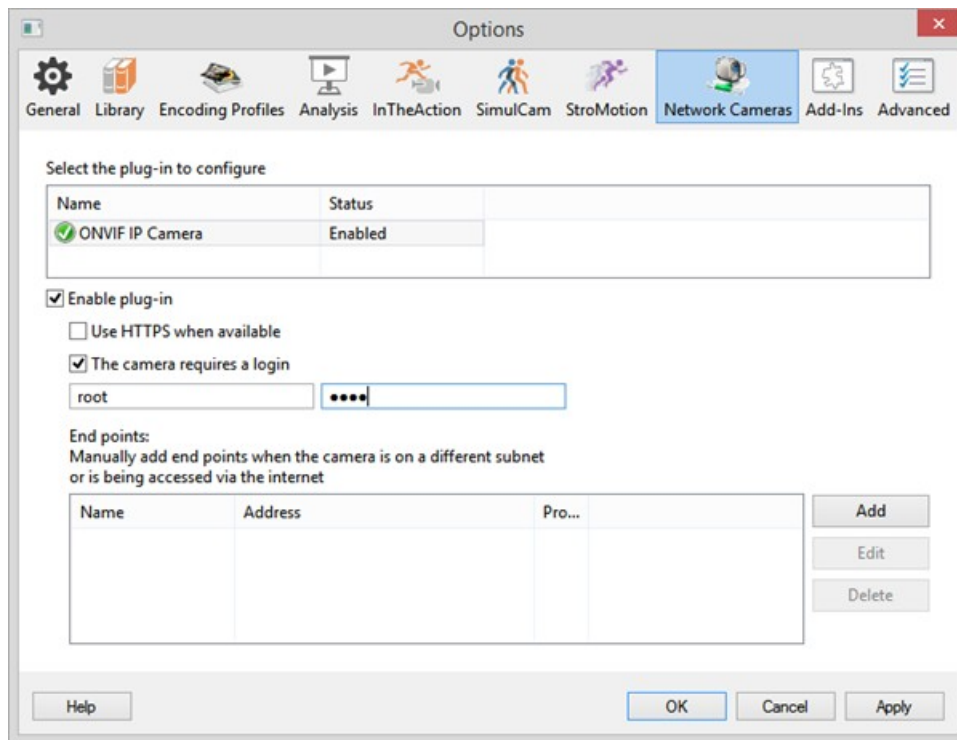 Options
General Library Encoding Profiles Analysis InTheAction SimulCam StroMotion Network Cameras Add-Ins Advanced
Select the plug-in to configure
Name Status
ONVIF IP Camera Enabled
Enable plug-in
Use HTTPS when available
The camera requires a login
root ••••
End points:
Manually add end points when the camera is on a different subnet
or is being accessed via the internet
Name Address Pro... Add
Edit
Delete
Help OK Cancel Apply